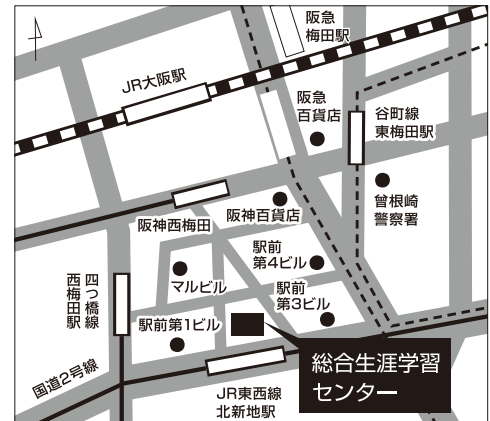 阪急
梅田駅
JR大阪駅
阪急
百貨店
谷町線
東梅田駅
阪神西梅田
阪神百貨店
曾根崎
警察署
駅前
第4ビル
マルビル
駅前
第3ビル
四つ橋線
西梅田駅
駅前第1ビル
国道2号線
総合生涯学習
センター
JR東西線
北新地駅